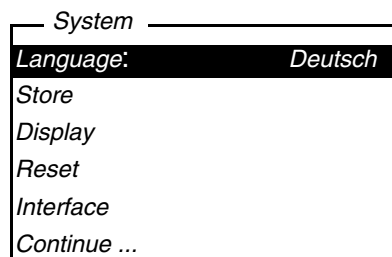 System
Language: Deutsch
Store
Display
Reset
Interface
Continue ...